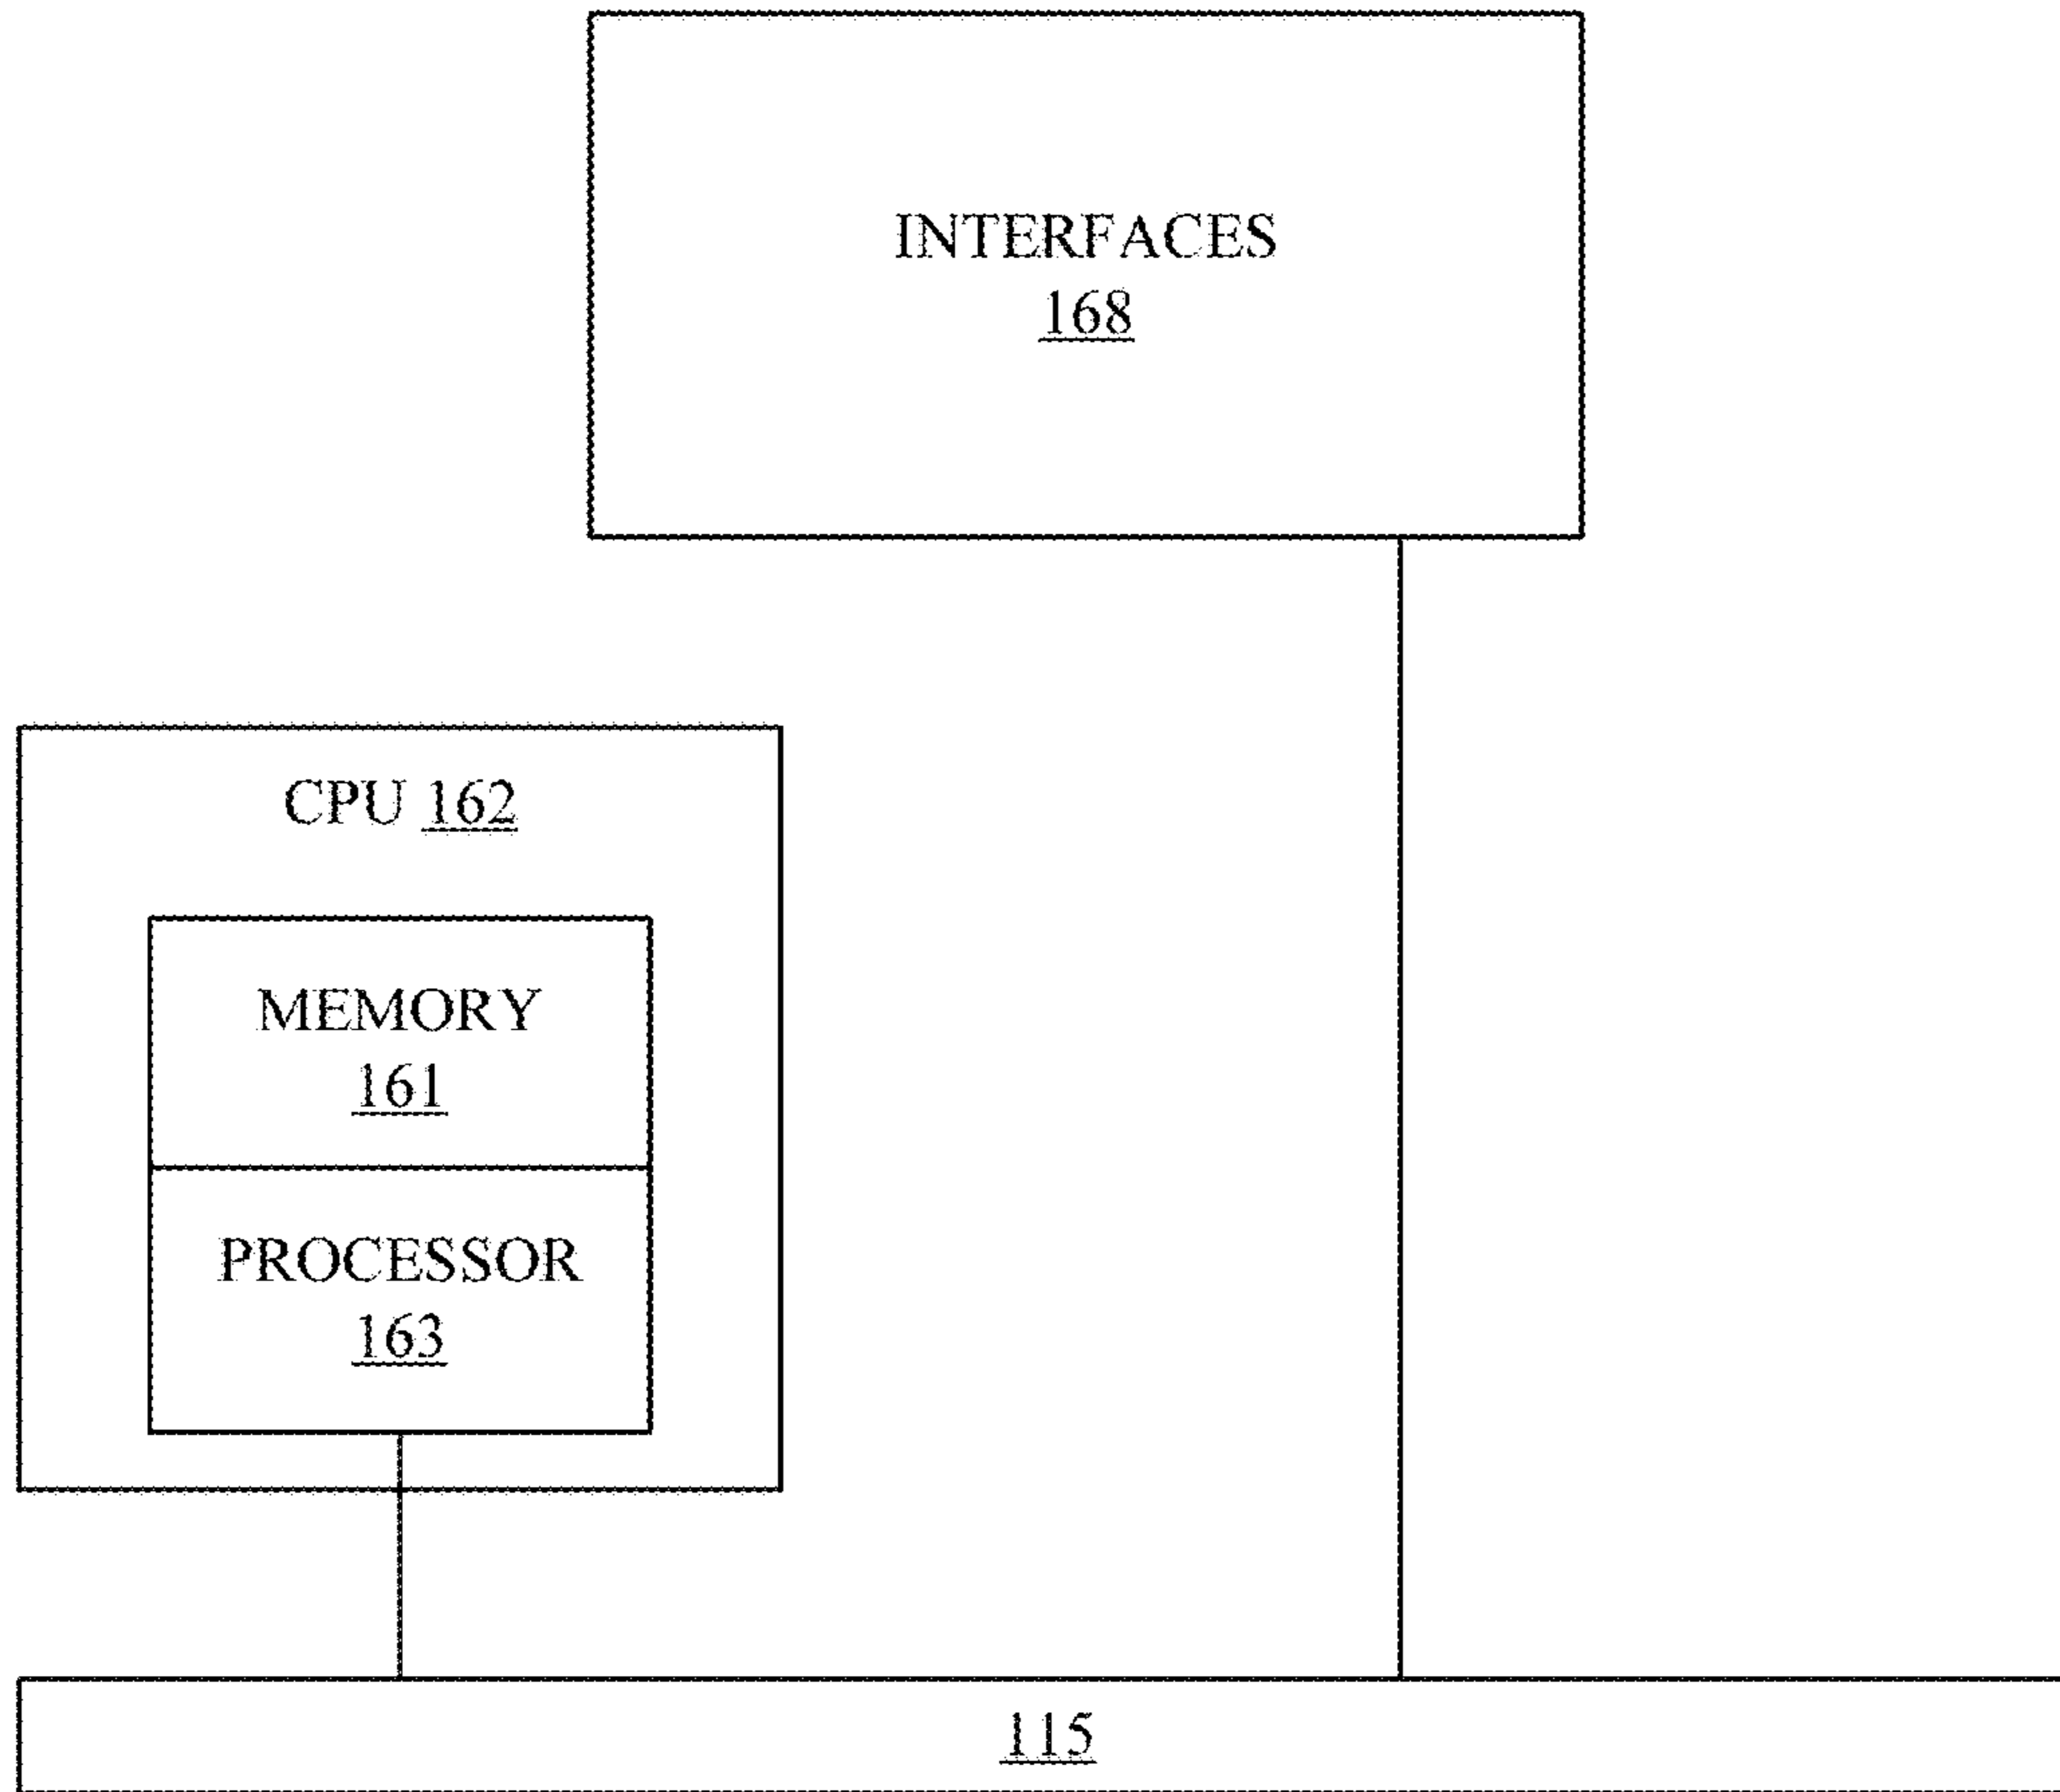 INTERFACES
168
CPU 162
MEMORY
161
PROCESSOR
163
115